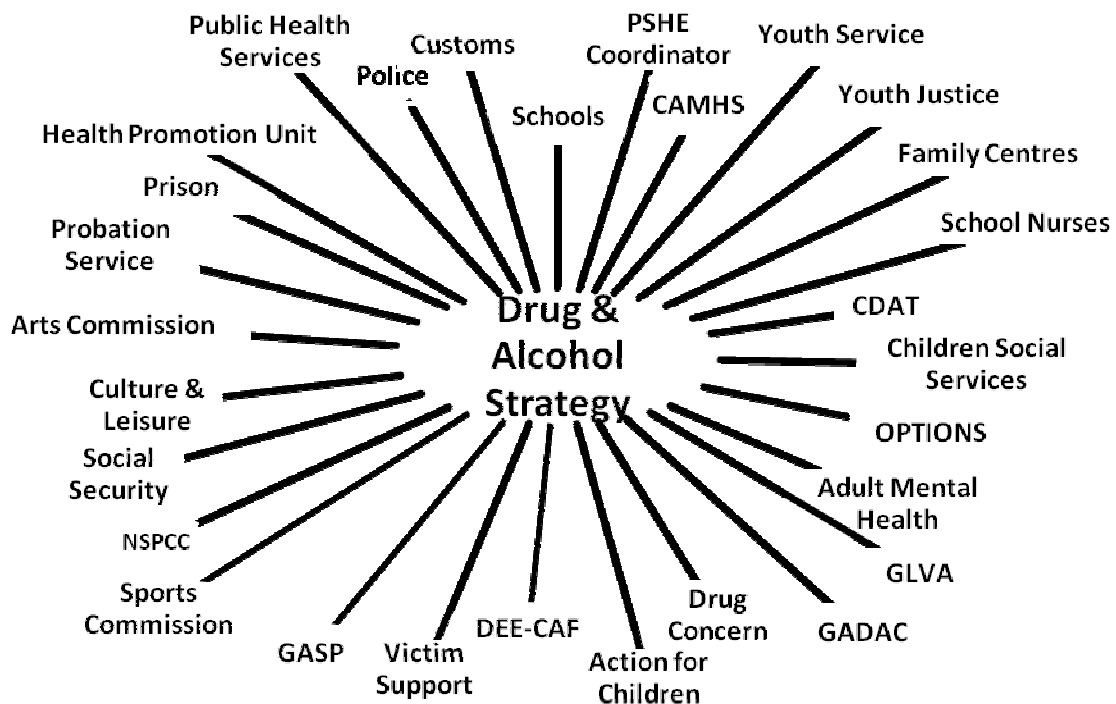 Public Health
Services
Customs
Police
PSHE
Coordinator
Youth Service
Schools
CAMHS
Youth Justice
Health Promotion Unit
Family Centres
Prison
School Nurses
Probation
Service
CDAT
Arts Commission
Drug &
Alcohol
Strategy
Children Social
Services
Culture &
Leisure
OPTIONS
Social
Security
Adult Mental
Health
NSPCC
GLVA
Sports
Commission
Drug
Concern
GADAC
DEE-CAF
GASP
Victim
Support
Action for
Children